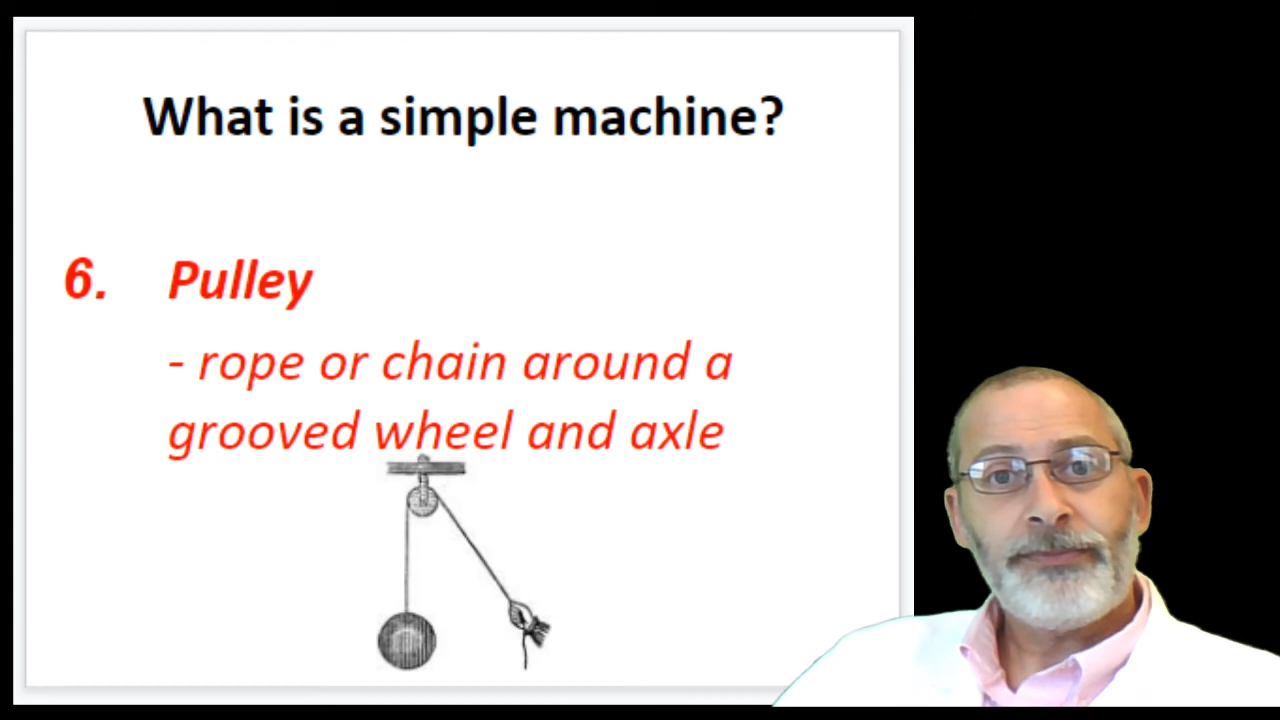 What is a simple machine?
6. Pulley
- rope or chain around a
grooved wheel and axle